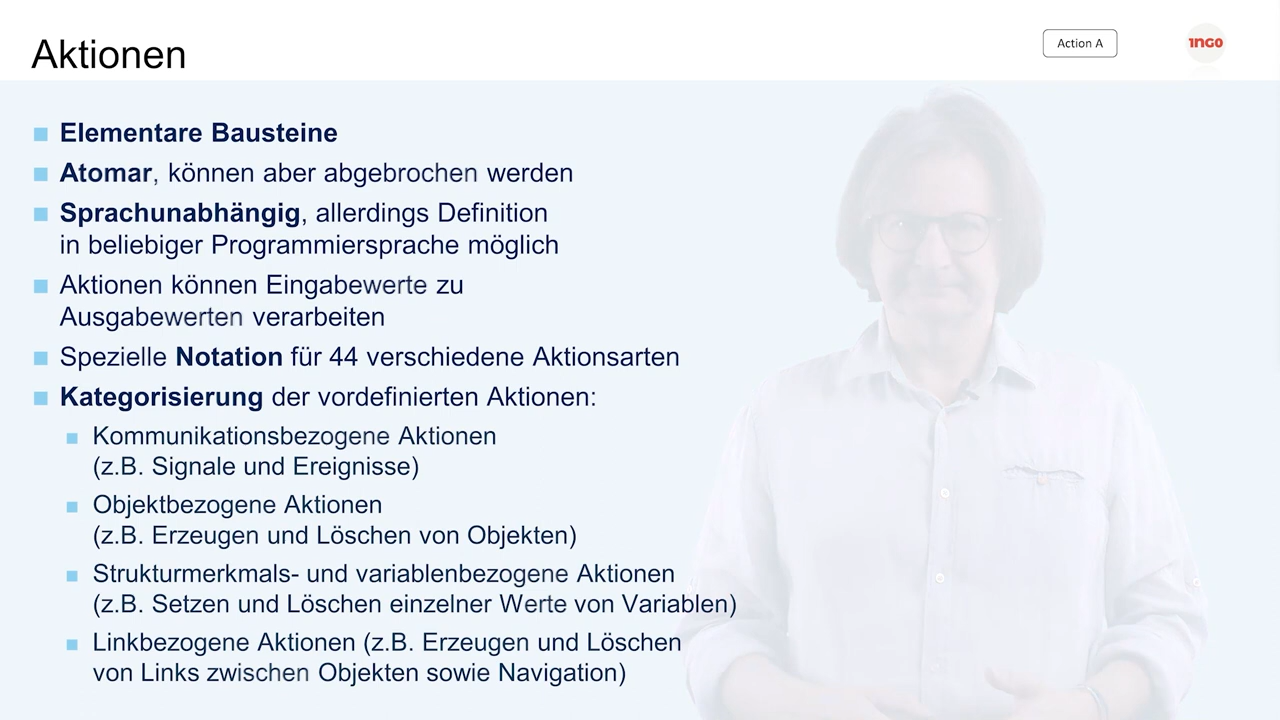 Aktionen
Action A
1NG0
Elementare Bausteine
Atomar, können aber abgebrochen werden
Sprachunabhängig, allerdings Definition
in beliebiger Programmiersprache möglich
Aktionen können Eingabewerte zu
Ausgabewerten verarbeiten
Spezielle Notation für 44 verschiedene Aktionsarten
Kategorisierung der vordefinierten Aktionen:
Kommunikationsbezogene Aktionen
(z.B. Signale und Ereignisse)
Objektbezogene Aktionen
(z.B. Erzeugen und Löschen von Objekten)
Strukturmerkmals- und variablenbezogene Aktionen
(z.B. Setzen und Löschen einzelner Werte von Variablen)
Linkbezogene Aktionen (z.B. Erzeugen und Löschen
von Links zwischen Objekten sowie Navigation)